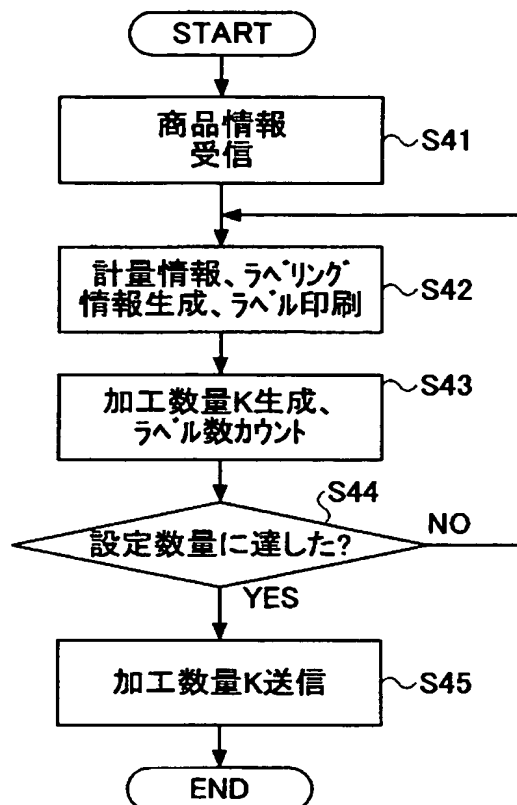 START
商品情報
受信
S41
計量情報、ラベリング
情報生成、ラベル印刷
S42
加工数量K生成、
ラベル数カウント
S43
S44
設定数量に達した?
NO
YES
加工数量K送信
S45
END